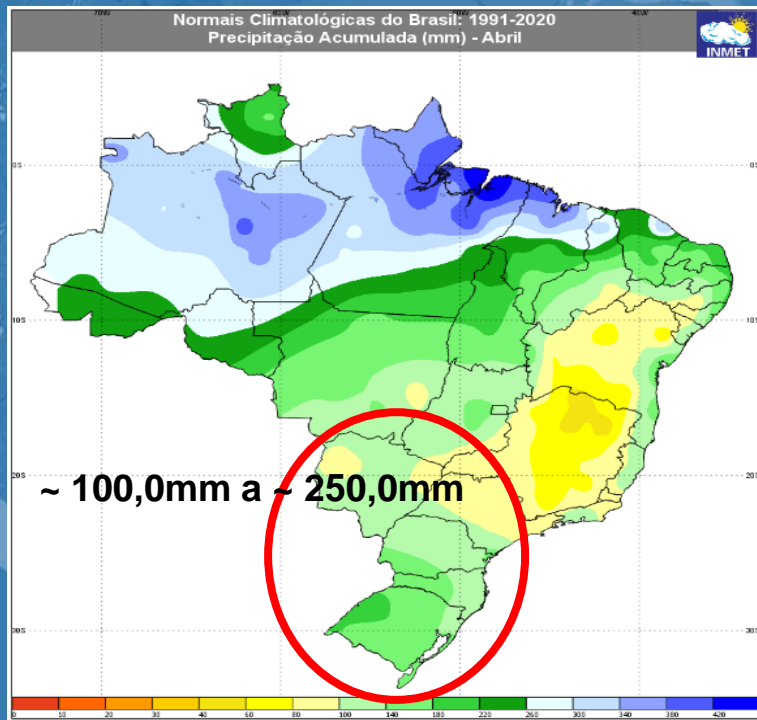 Normais Climatológicas do Brasil: 1991-2020
Precipitação Acumulada (mm) - Abril
INMET
0S
10S
20S
30S
~ 100,0mm a ~ 250,0mm
0 10 20 30 40 60 80 100 140 180 220 260 300 340 380 420